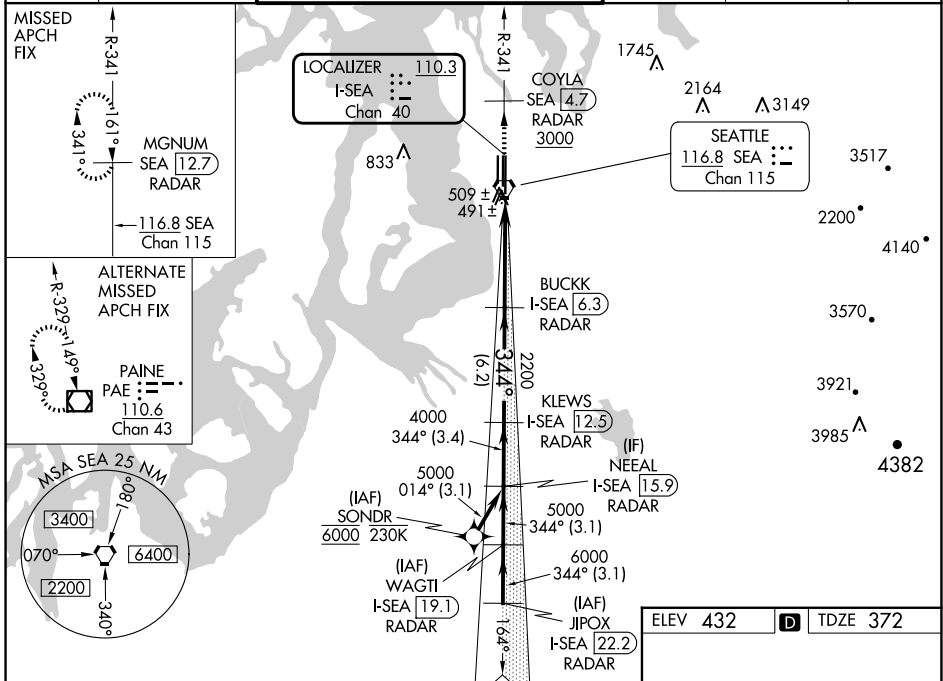 MISSED
APCH
FIX
R-341
161°
341°
MGNUM
SEA 12.7
RADAR
116.8 SEA
Chan 115
ALTERNATE
MISSED
APCH FIX
R-329
149°
329°
PAINE
PAE
110.6
Chan 43
MSA SEA 25 NM
180°
3400
070°
6400
2200
340°
LOCALIZER 110.3
I-SEA
Chan 40
R-341
COYLA
SEA 4.7
RADAR
3000
1745
2164
3149
833
SEATTLE
116.8 SEA
Chan 115
3517
509 ±
491 ±
2200
4140
BUCKK
I-SEA 6.3
RADAR
3570
344°
2200
(6.2)
3921
KLEWS
I-SEA 12.5
RADAR
3985
4382
4000
344° (3.4)
(IF)
NEEAL
I-SEA 15.9
RADAR
5000
014° (3.1)
(IAF)
SONDR
6000 230K
5000
344° (3.1)
(IAF)
WAGTI
I-SEA 19.1
RADAR
6000
344° (3.1)
(IAF)
JIPOX
I-SEA 22.2
RADAR
164°
ELEV 432 D TDZE 372